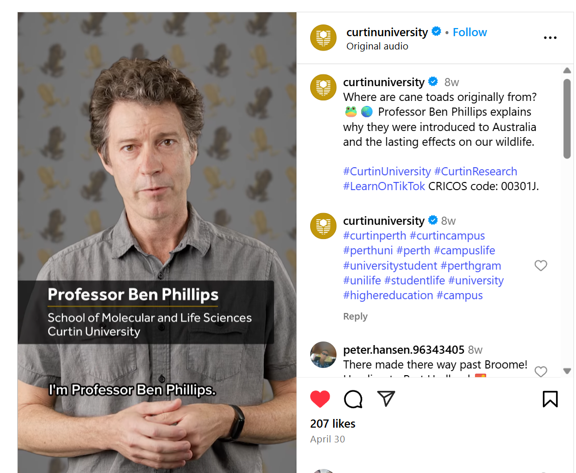 Professor Ben Phillips
School of Molecular and Life Sciences
Curtin University
I'm Professor Ben Phillips.
curtinuniversity • Follow
Original audio
curtinuniversity 8w
Where are cane toads originally from?
🐸 🌏 Professor Ben Phillips explains
why they were introduced to Australia
and the lasting effects on our wildlife.
#CurtinUniversity #CurtinResearch
#LearnOnTikTok CRICOS code: 00301J.
curtinuniversity 8w
#curtinperth #curtincampus
#perthuni #perth #campuslife
#universitystudent #perthgram
#unilife #studentlife #university
#highereducation #campus
Reply
peter.hansen.96343405 8w
There made there way past Broome!
207 likes
April 30